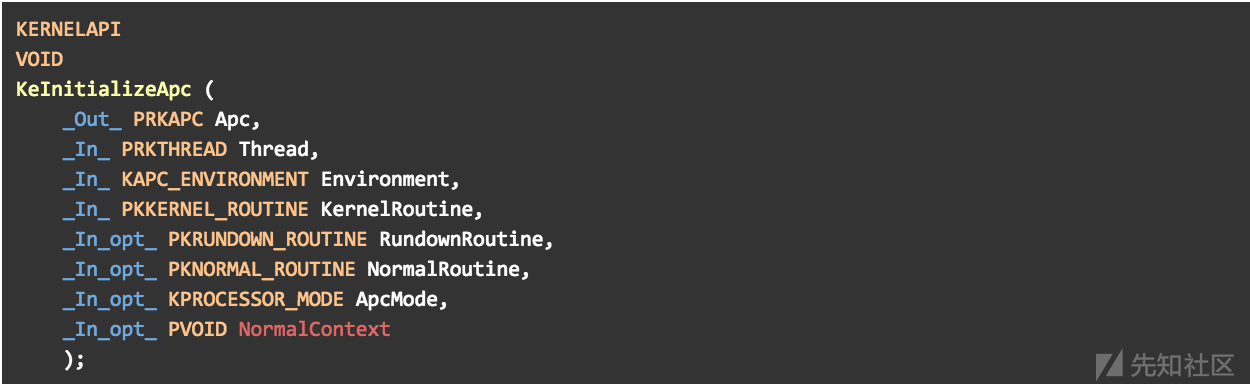 KERNELAPI
VOID
KeInitializeApc (
    _Out_ PRKAPC Apc,
    _In_ PRKTHREAD Thread,
    _In_ KAPC_ENVIRONMENT Environment,
    _In_ PKKERNEL_ROUTINE KernelRoutine,
    _In_opt_ PKRUNDOWN_ROUTINE RundownRoutine,
    _In_opt_ PKNORMAL_ROUTINE NormalRoutine,
    _In_opt_ KPROCESSOR_MODE ApcMode,
    _In_opt_ PVOID NormalContext
    );
先知社区